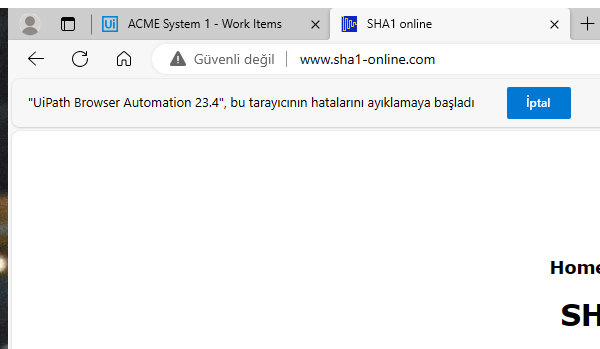 Ui ACME System 1 - Work Items SHA1 online
Güvenli değil www.sha1-online.com
"UiPath Browser Automation 23.4", bu tarayıcının hatalarını ayıklamaya başladı İptal
Home
SH